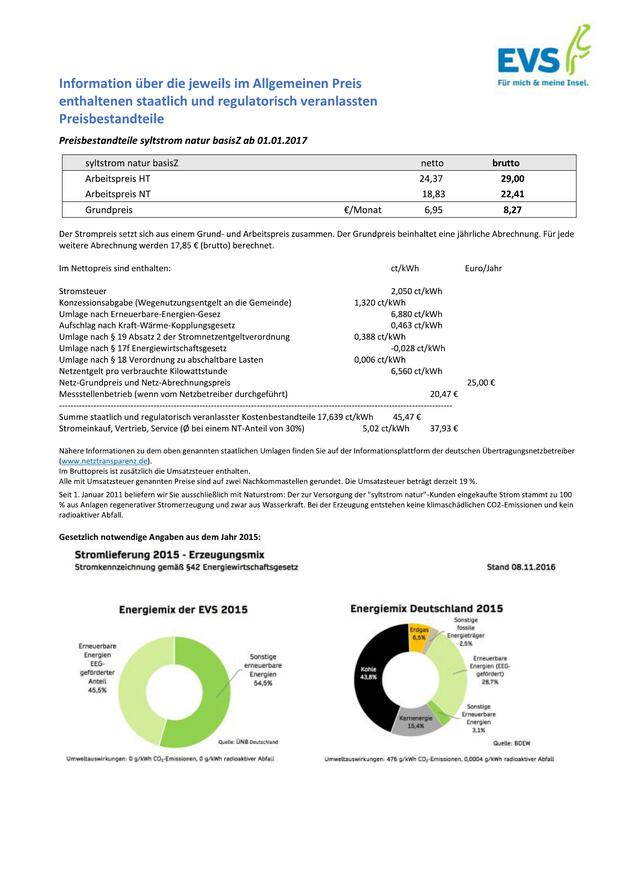 EVS
Für mich & meine Insel.
Information über die jeweils im Allgemeinen Preis
enthaltenen staatlich und regulatorisch veranlassten
Preisbestandteile
Preisbestandteile syltstrom natur basisZ ab 01.01.2017
syltstrom natur basisZ netto brutto
Arbeitspreis HT 24,37 29,00
Arbeitspreis NT 18,83 22,41
Grundpreis €/Monat 6,95 8,27
Der Strompreis setzt sich aus einem Grund- und Arbeitspreis zusammen. Der Grundpreis beinhaltet eine jährliche Abrechnung. Für jede
weitere Abrechnung werden 17,85 € (brutto) berechnet.
Im Nettopreis sind enthalten: ct/kWh Euro/Jahr
Stromsteuer 2,050 ct/kWh
Konzessionsabgabe (Wegenutzungsentgelt an die Gemeinde) 1,320 ct/kWh
Umlage nach Erneuerbare-Energien-Gesez 6,880 ct/kWh
Aufschlag nach Kraft-Wärme-Kopplungsgesetz 0,463 ct/kWh
Umlage nach § 19 Absatz 2 der Stromnetzentgeltverordnung 0,388 ct/kWh
Umlage nach § 17f Energiewirtschaftsgesetz -0,028 ct/kWh
Umlage nach § 18 Verordnung zu abschaltbare Lasten 0,006 ct/kWh
Netzentgelt pro verbrauchte Kilowattstunde 6,560 ct/kWh
Netz-Grundpreis und Netz-Abrechnungspreis 25,00 €
Messstellenbetrieb (wenn vom Netzbetreiber durchgeführt) 20,47 €
Summe staatlich und regulatorisch veranlasster Kostenbestandteile 17,639 ct/kWh 45,47 €
Stromeinkauf, Vertrieb, Service (Ø bei einem NT-Anteil von 30%) 5,02 ct/kWh 37,93 €
Nähere Informationen zu dem oben genannten staatlichen Umlagen finden Sie auf der Informationsplattform der deutschen Übertragungsnetzbetreiber
(www.netztransparenz.de).
Im Bruttopreis ist zusätzlich die Umsatzsteuer enthalten.
Alle mit Umsatzsteuer genannten Preise sind auf zwei Nachkommastellen gerundet. Die Umsatzsteuer beträgt derzeit 19 %.
Seit 1. Januar 2011 beliefern wir Sie ausschließlich mit Naturstrom: Der zur Versorgung der "syltstrom natur"-Kunden eingekaufte Strom stammt zu 100
% aus Anlagen regenerativer Stromerzeugung und zwar aus Wasserkraft. Bei der Erzeugung entstehen keine klimaschädlichen CO2-Emissionen und kein
radioaktiver Abfall.
Gesetzlich notwendige Angaben aus dem Jahr 2015:
Stromlieferung 2015 - Erzeugungsmix
Stromkennzeichnung gemäß §42 Energiewirtschaftsgesetz Stand 08.11.2016
Energiemix der EVS 2015
Erneuerbare
Energien
EEG-
geförderter
Anteil
45,5%
Sonstige
erneuerbare
Energien
54,5%
Quelle: ÜNB Deutschland
Umweltauswirkungen: 0 g/kWh CO₂-Emissionen, 0 g/kWh radioaktiver Abfall
Energiemix Deutschland 2015
Erdgas
6,5%
Sonstige
fossile
Energieträger
2,5%
Kohle
43,8%
Erneuerbare
Energien (EEG-
gefördert)
28,7%
Kernenergie
15,4%
Sonstige
Erneuerbare
Energien
3,1%
Quelle: BDEW
Umweltauswirkungen: 476 g/kWh CO₂-Emissionen, 0,0004 g/kWh radioaktiver Abfall